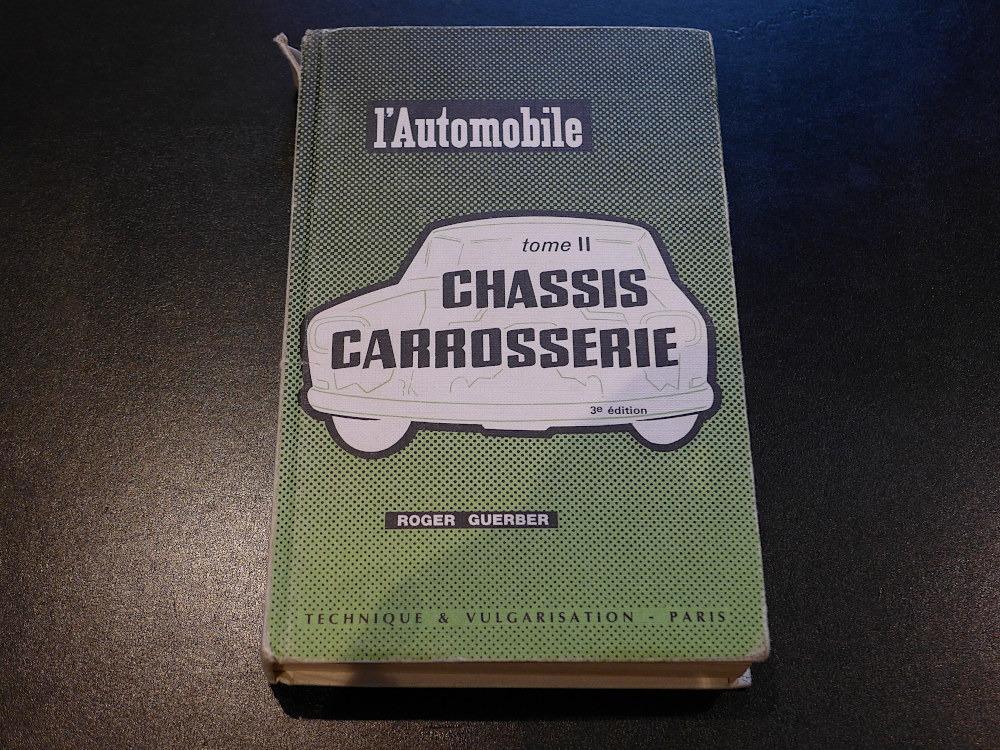 l'Automobile
tome II
CHASSIS
CARROSSERIE
3e édition
ROGER GUERBER
TECHNIQUE & VULGARISATION - PARIS